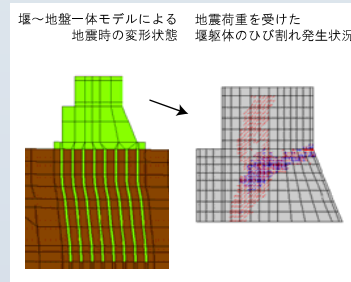 堰～地盤一体モデルによる
地震時の変形状態
地震荷重を受けた
堰躯体のひび割れ発生状況